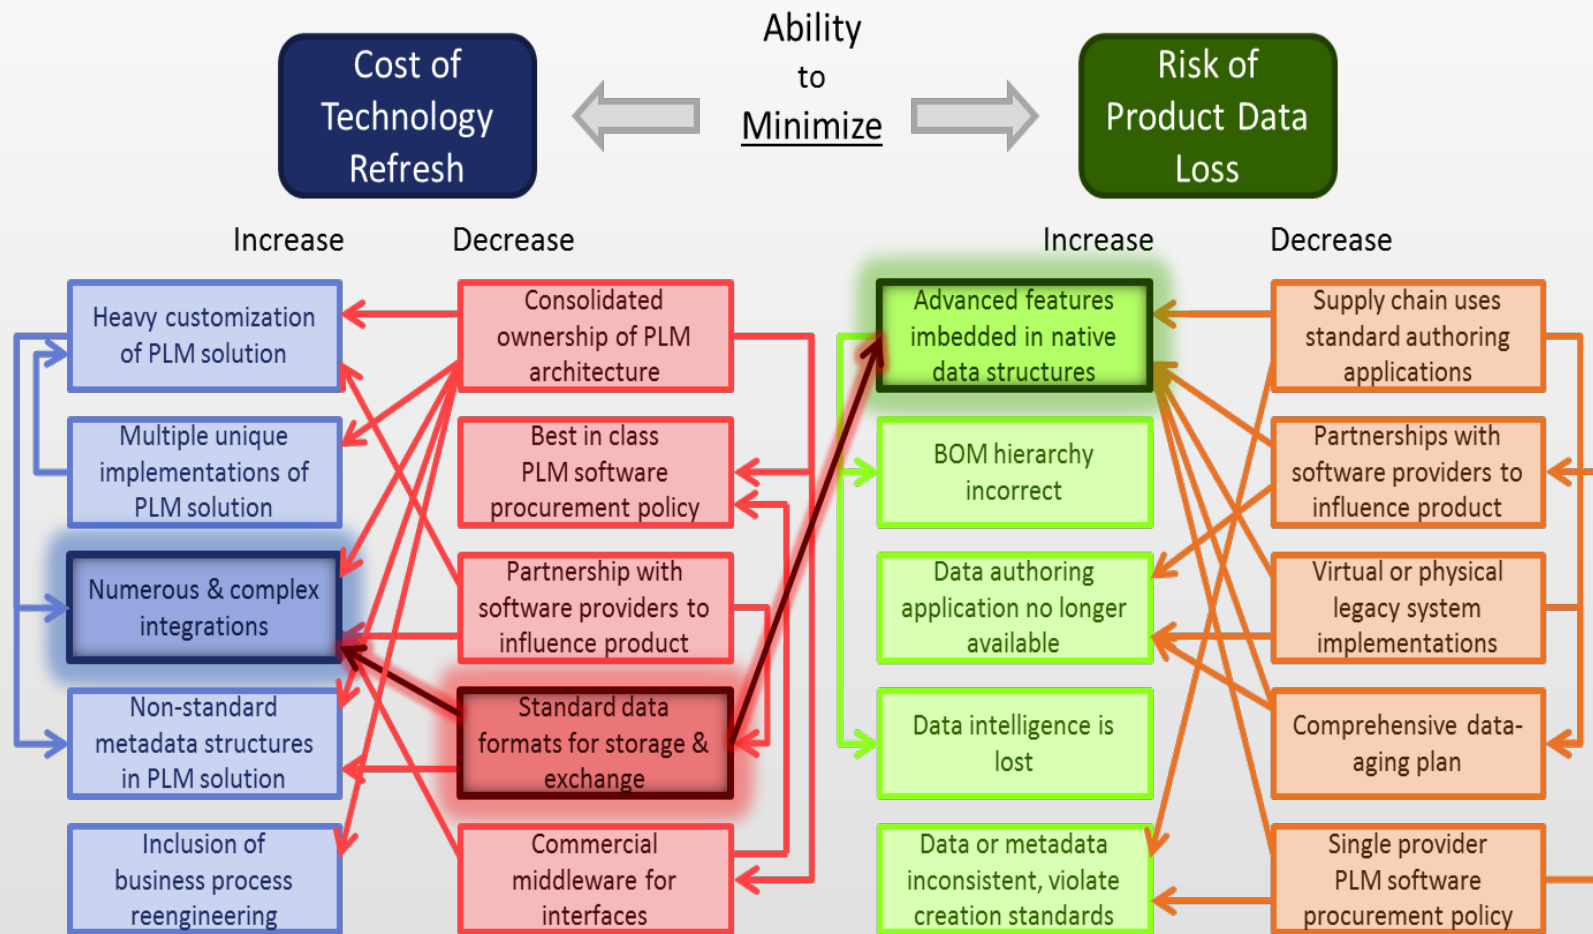 Ability
to
Minimize
Cost of
Technology
Refresh
Risk of
Product Data
Loss
Increase
Decrease
Increase
Decrease
Heavy customization
of PLM solution
Multiple unique
implementations of
PLM solution
Numerous & complex
integrations
Non-standard
metadata structures
in PLM solution
Inclusion of
business process
reengineering
Consolidated
ownership of PLM
architecture
Best in class
PLM software
procurement policy
Partnership with
software providers to
influence product
Standard data
formats for storage &
exchange
Commercial
middleware for
interfaces
Advanced features
imbedded in native
data structures
BOM hierarchy
incorrect
Data authoring
application no longer
available
Data intelligence is
lost
Data or metadata
inconsistent, violate
creation standards
Supply chain uses
standard authoring
applications
Partnerships with
software providers to
influence product
Virtual or physical
legacy system
implementations
Comprehensive data-
aging plan
Single provider
PLM software
procurement policy